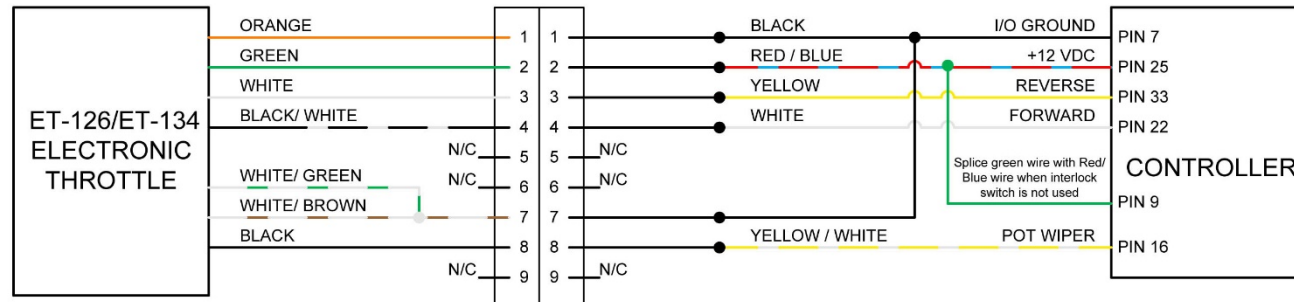 ORANGE
1
1
BLACK
I/O GROUND
PIN 7
GREEN
2
2
RED / BLUE
+12 VDC
PIN 25
WHITE
3
3
YELLOW
REVERSE
PIN 33
BLACK/ WHITE
4
4
WHITE
FORWARD
PIN 22
ET-126/ET-134
ELECTRONIC
THROTTLE
N/C
5
5
N/C
N/C
6
6
N/C
Splice green wire with Red/
Blue wire when interlock
switch is not used
CONTROLLER
WHITE/ GREEN
WHITE/ BROWN
7
7
PIN 9
BLACK
8
8
YELLOW / WHITE
POT WIPER
PIN 16
N/C
9
9
N/C